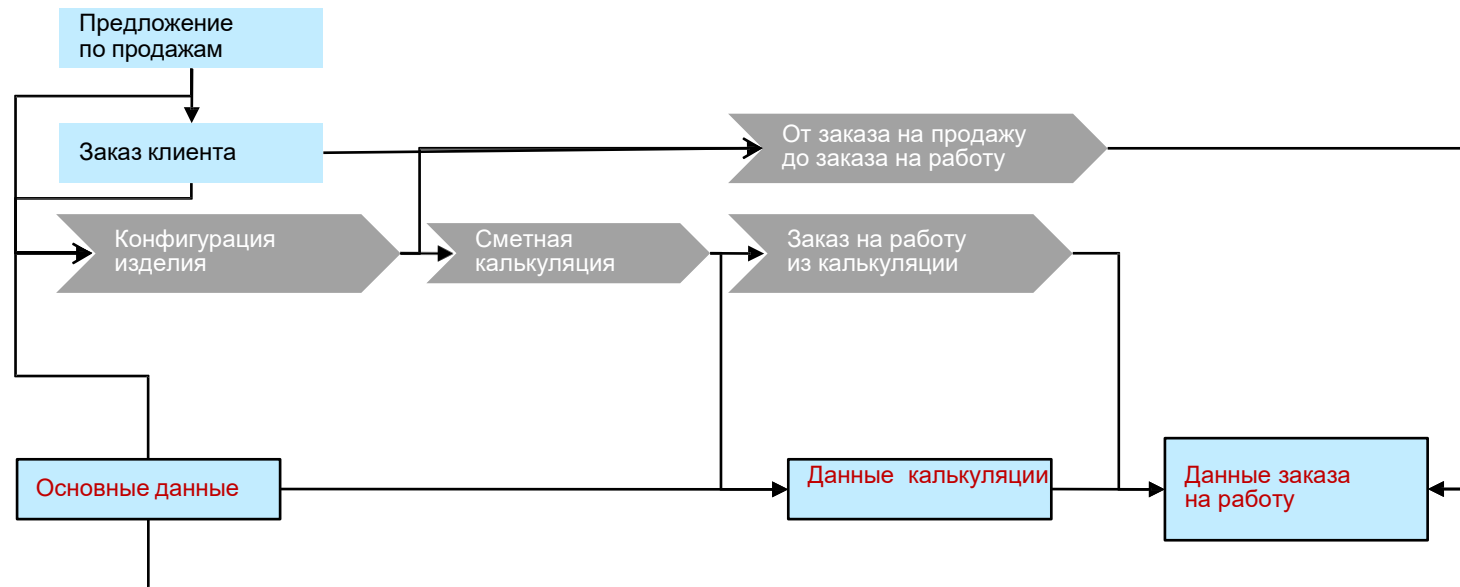 Предложение
по продажам
Заказ клиента
От заказа на продажу
до заказа на работу
Конфигурация
изделия
Сметная
калькуляция
Заказ на работу
из калькуляции
Основные данные
Данные калькуляции
Данные заказа
на работу